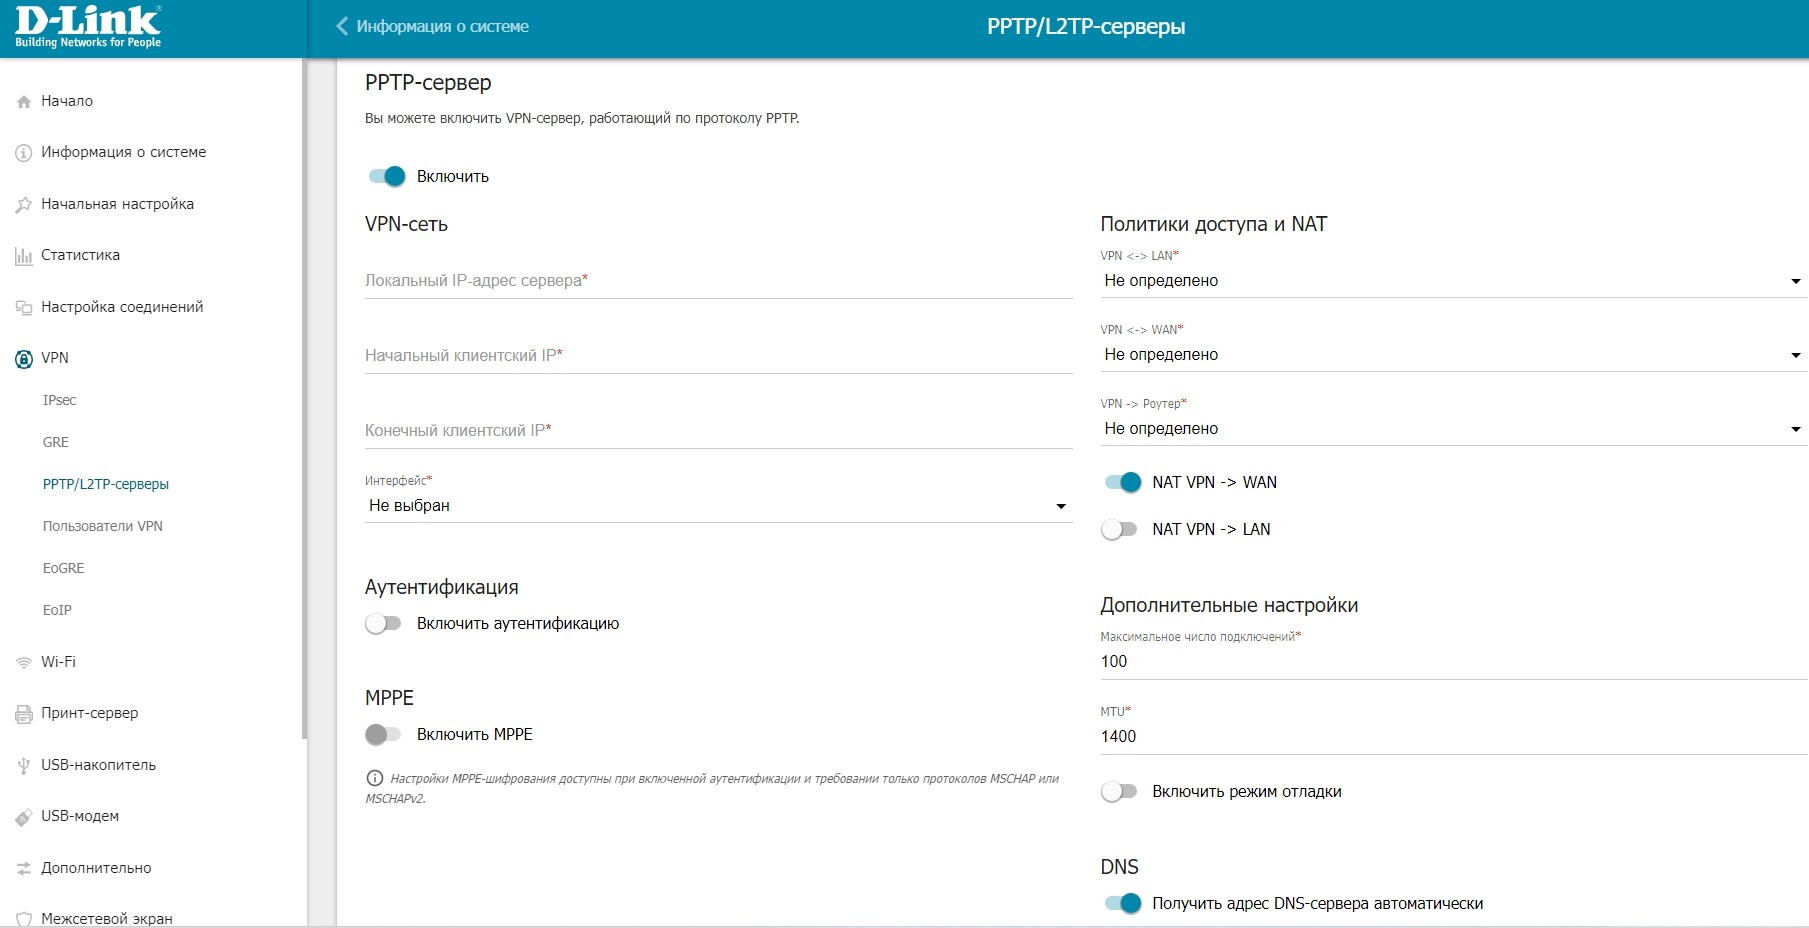 D-Link
Building Networks for People
Информация о системе
PPTP/L2TP-серверы
Начало
Информация о системе
Начальная настройка
Статистика
Настройка соединений
VPN
IPsec
GRE
PPTP/L2TP-серверы
Пользователи VPN
EoGRE
EoIP
Wi-Fi
Принт-сервер
USB-накопитель
USB-модем
Дополнительно
Межсетевой экран
PPTP-сервер
Вы можете включить VPN-сервер, работающий по протоколу PPTP.
Включить
VPN-сеть
Локальный IP-адрес сервера*
Начальный клиентский IP*
Конечный клиентский IP*
Интерфейс*
Не выбран
Аутентификация
Включить аутентификацию
MPPE
Включить MPPE
Настройки MPPE-шифрования доступны при включенной аутентификации и требовании только протоколов MSCHAP или
MSCHAPv2.
Политики доступа и NAT
VPN <-> LAN*
Не определено
VPN <-> WAN*
Не определено
VPN -> Роутер*
Не определено
NAT VPN -> WAN
NAT VPN -> LAN
Дополнительные настройки
Максимальное число подключений*
100
MTU*
1400
Включить режим отладки
DNS
Получить адрес DNS-сервера автоматически